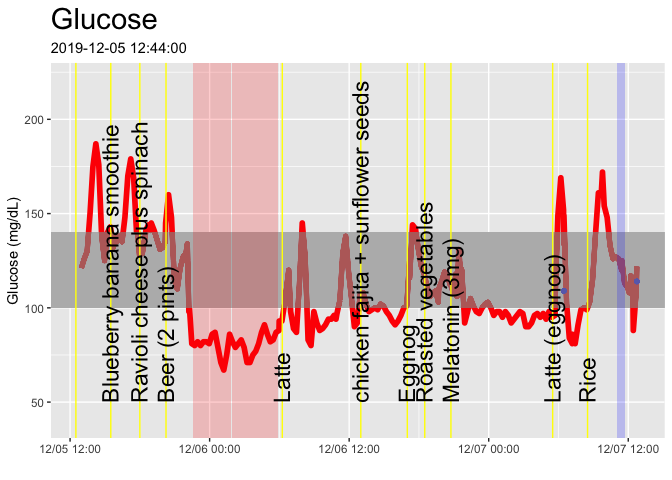 Glucose
2019-12-05 12:44:00
Glucose (mg/dL)
200
150
100
50
Blueberry banana smoothie
Ravioli cheese plus spinach
Beer (2 pints)
Latte
chicken fajita + sunflower seeds
Eggnog
Roasted vegetables
Melatonin (3mg)
Latte (eggnog)
Rice
12/05 12:00
12/06 00:00
12/06 12:00
12/07 00:00
12/07 12:00